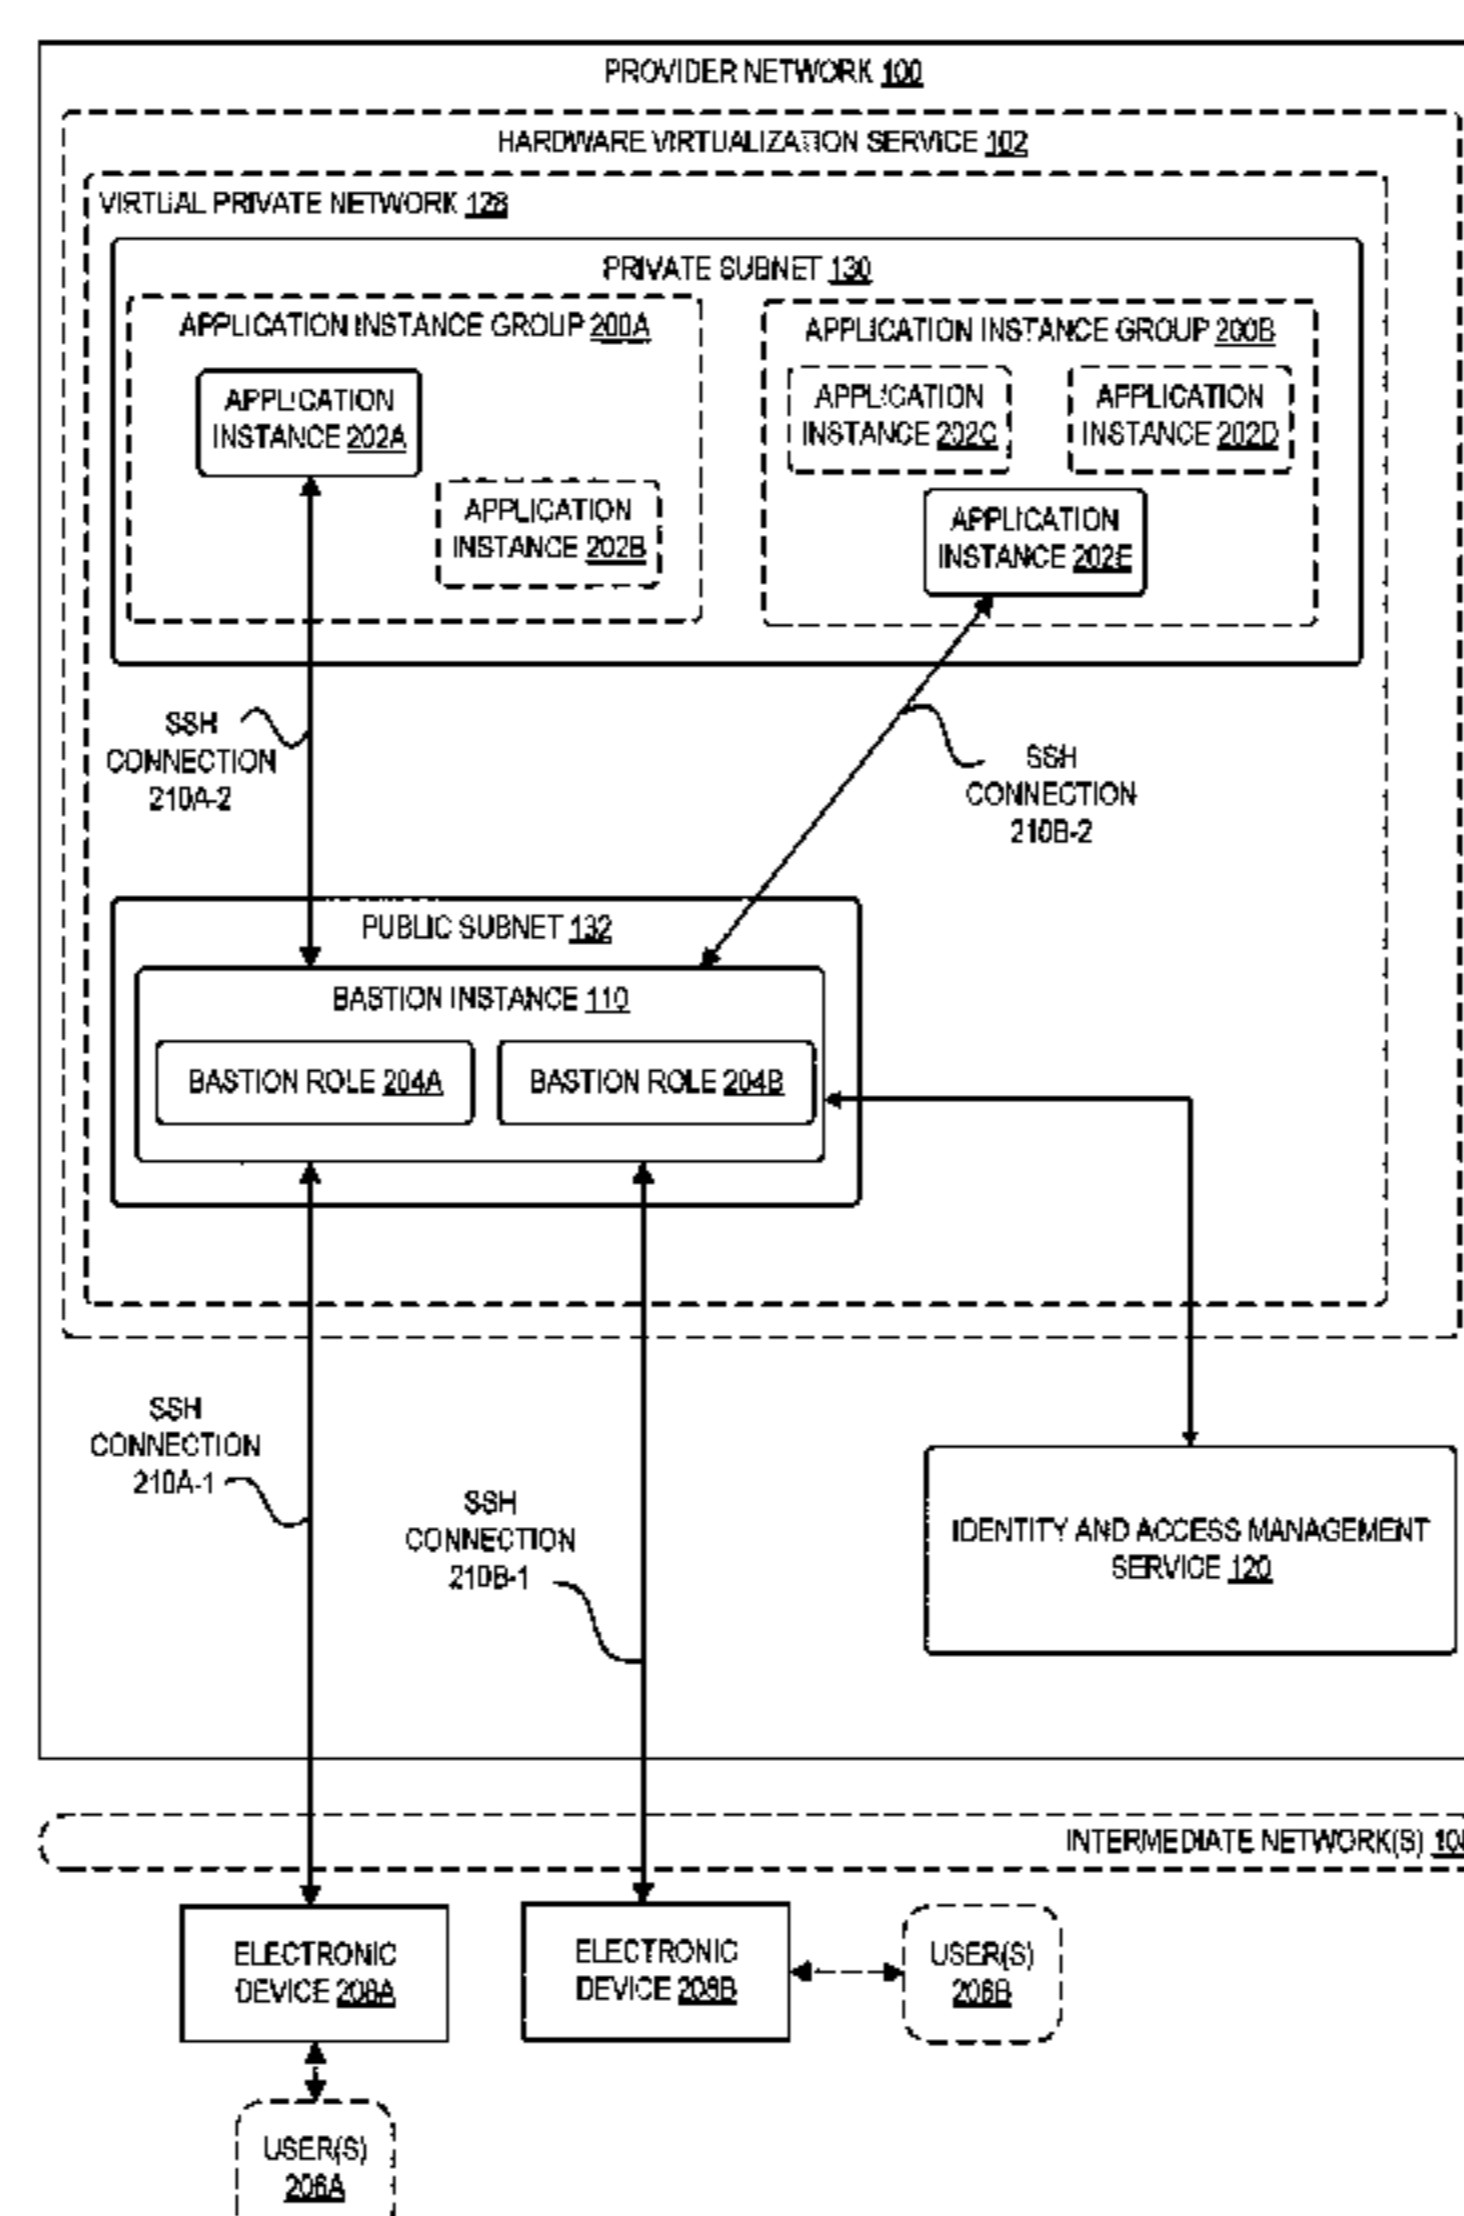 PROVIDER NETWORK 100
HARDWARE VIRTUALIZATION SERVICE 102
VIRTUAL PRIVATE NETWORK 128
PRIVATE SUBNET 130
APPLICATION INSTANCE GROUP 200A
APPLICATION
INSTANCE 202A
APPLICATION
INSTANCE 202B
APPLICATION INSTANCE GROUP 200B
APPLICATION
INSTANCE 202C
APPLICATION
INSTANCE 202D
APPLICATION
INSTANCE 202E
SSH
CONNECTION
210A-2
SSH
CONNECTION
210B-2
PUBLIC SUBNET 132
BASTION INSTANCE 110
BASTION ROLE 204A
BASTION ROLE 204B
SSH
CONNECTION
210A-1
SSH
CONNECTION
210B-1
IDENTITY AND ACCESS MANAGEMENT
SERVICE 120
INTERMEDIATE NETWORK(S)
ELECTRONIC
DEVICE 208A
ELECTRONIC
DEVICE 208B
USER(S)
206B
USER(S)
206A